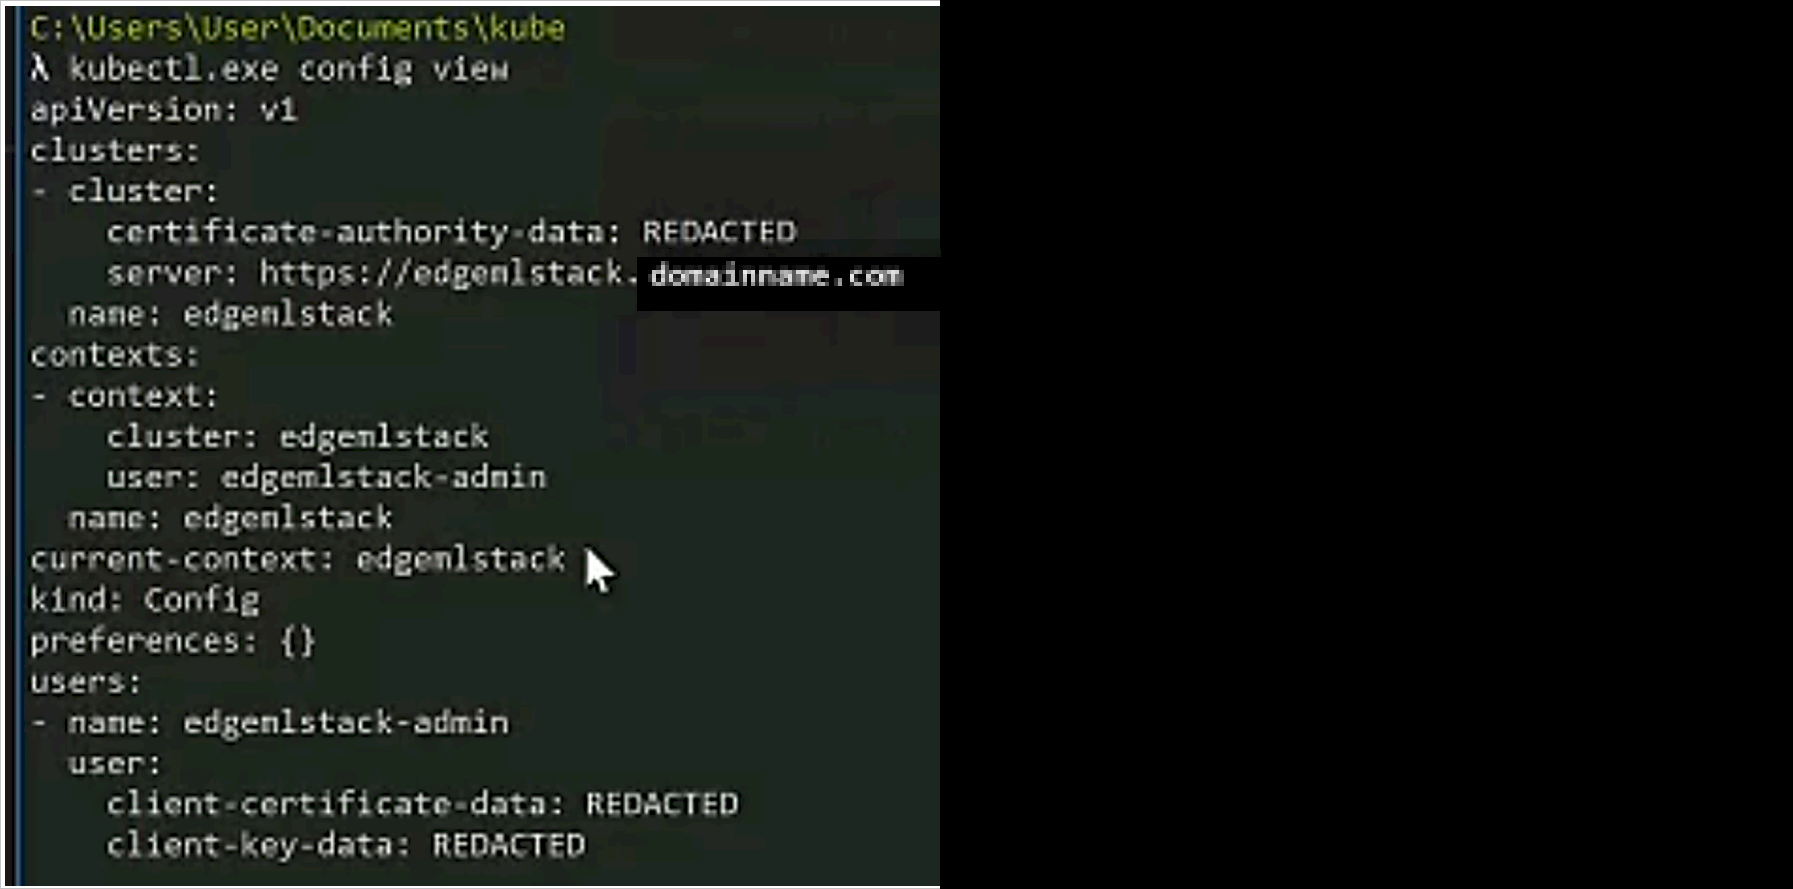 C:\Users\User\Documents\kube
λ kubectl.exe config view
apiVersion: v1
clusters:
- cluster:
    certificate-authority-data: REDACTED
    server: https://edgemlstack.domainname.com
  name: edgemlstack
contexts:
- context:
    cluster: edgemlstack
    user: edgemlstack-admin
  name: edgemlstack
current-context: edgemlstack
kind: Config
preferences: {}
users:
- name: edgemlstack-admin
  user:
    client-certificate-data: REDACTED
    client-key-data: REDACTED